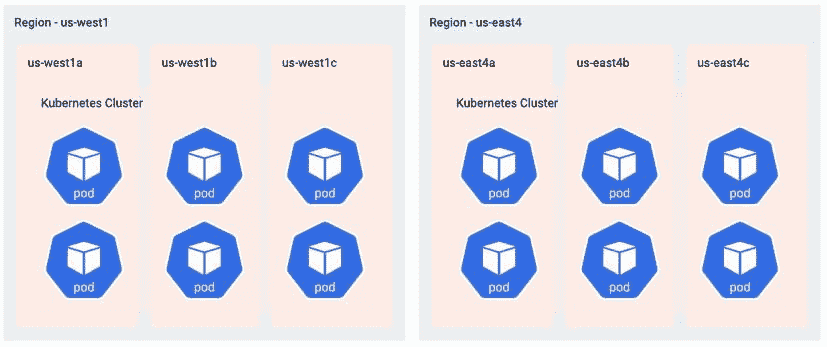 Region - us-west1
us-west1a
us-west1b
us-west1c
Kubernetes Cluster
pod
pod
pod
pod
pod
pod
Region - us-east4
us-east4a
us-east4b
us-east4c
Kubernetes Cluster
pod
pod
pod
pod
pod
pod